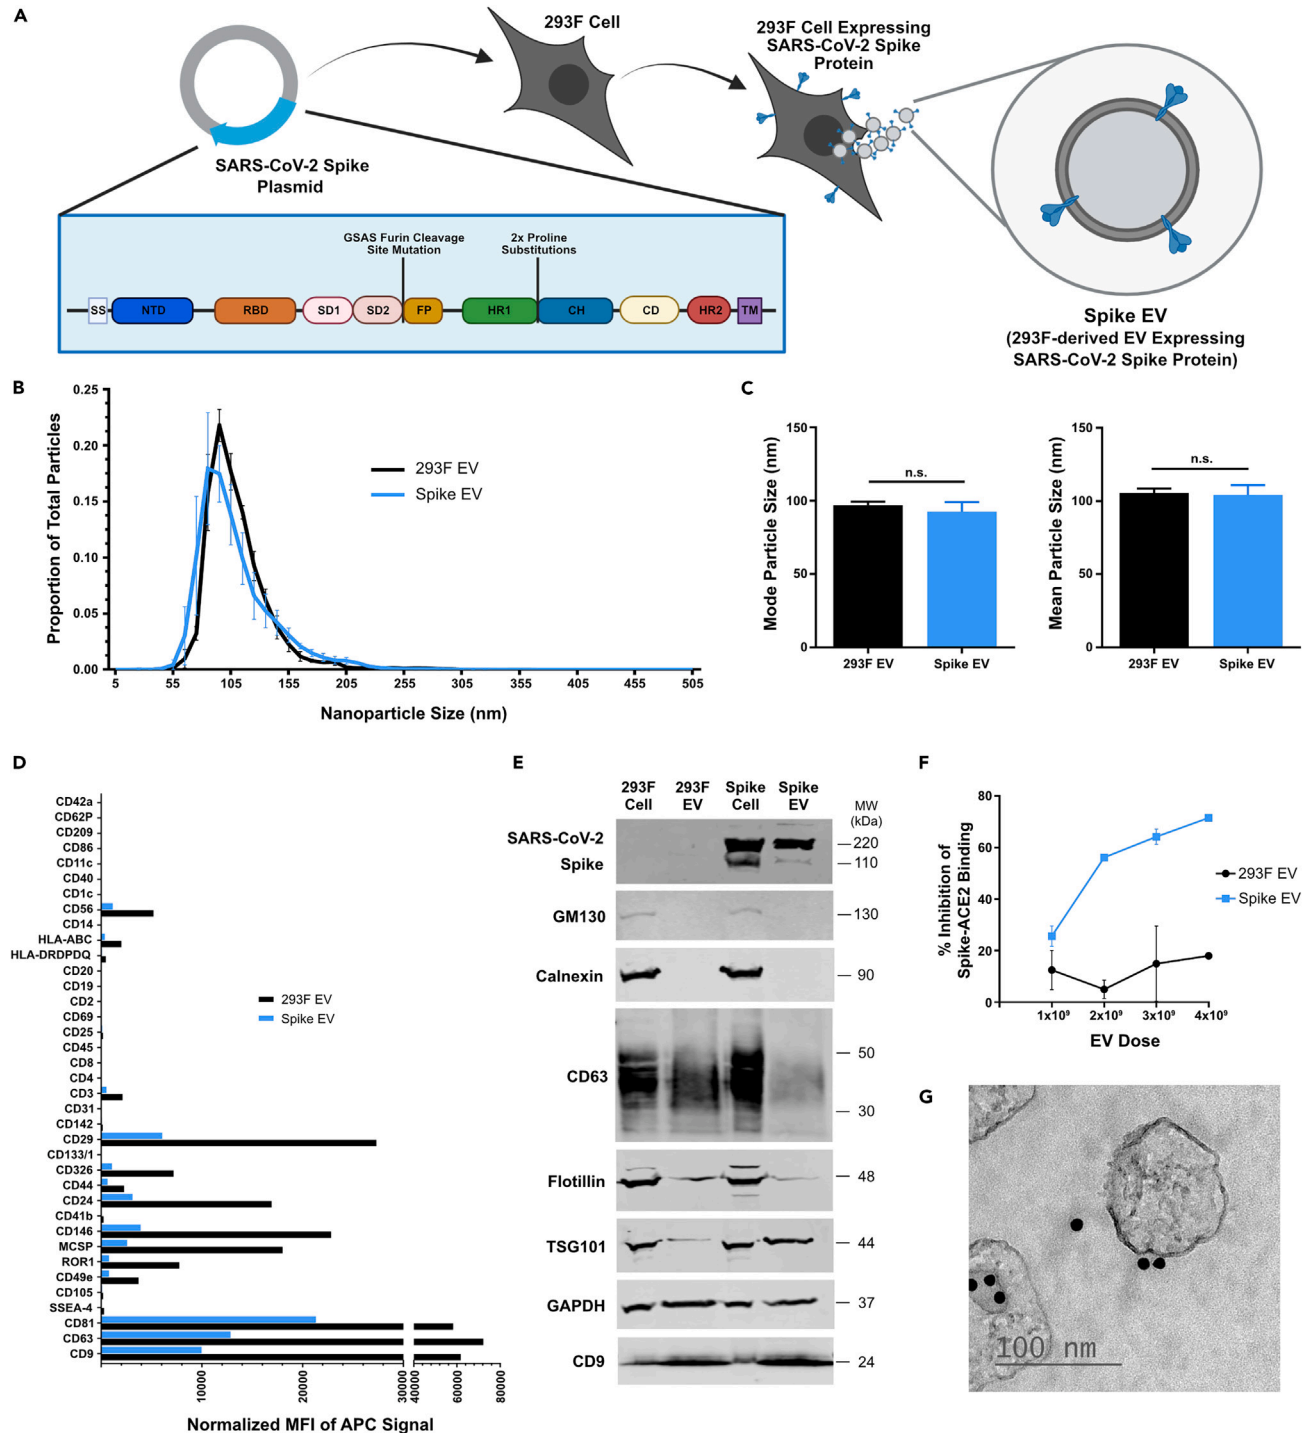 A
293F Cell
293F Cell Expressing
SARS-CoV-2 Spike
Protein
SARS-CoV-2 Spike
Plasmid
GSAS Furin Cleavage
Site Mutation
2x Proline
Substitutions
SS NTD RBD SD1 SD2 FP HR1 CH CD HR2 TM
Spike EV
(293F-derived EV Expressing
SARS-CoV-2 Spike Protein)
B
Proportion of Total Particles
0.25
0.20
0.15
0.10
0.05
0.00
293F EV
Spike EV
5 55 105 155 205 255 305 355 405 455 505
Nanoparticle Size (nm)
C
Mode Particle Size (nm)
150
100
50
0
n.s.
293F EV Spike EV
Mean Particle Size (nm)
150
100
50
0
n.s.
293F EV Spike EV
D
CD42a
CD62P
CD209
CD86
CD11c
CD40
CD1c
CD56
CD14
HLA-ABC
HLA-DRDPDQ
CD20
CD19
CD2
CD69
CD25
CD45
CD8
CD4
CD3
CD31
CD142
CD29
CD133/1
CD326
CD44
CD24
CD41b
CD146
MCSP
ROR1
CD49e
CD105
SSEA-4
CD81
CD63
CD9
293F EV
Spike EV
10000 20000 30000 40000 60000 80000
Normalized MFI of APC Signal
E
293F
Cell
293F
EV
Spike
Cell
Spike
EV
MW
(kDa)
SARS-CoV-2
Spike
220
110
GM130
130
Calnexin
90
CD63
50
30
Flotillin
48
TSG101
44
GAPDH
37
CD9
24
F
% Inhibition of
Spike-ACE2 Binding
80
60
40
20
0
293F EV
Spike EV
1x10⁹ 2x10⁹ 3x10⁹ 4x10⁹
EV Dose
G
100 nm